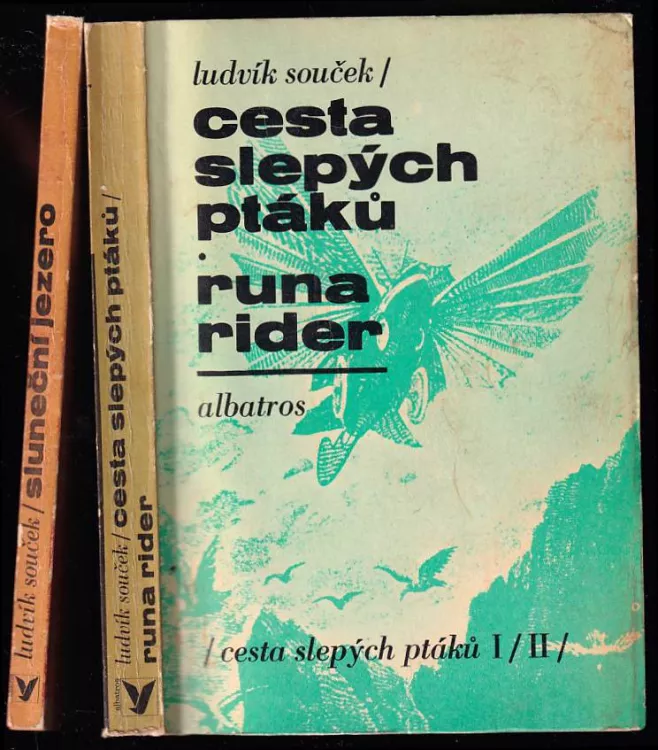 ludvík souček / sluneční jezero
ludvík souček / cesta slepých ptáků /
runa rider
albatros
ludvík souček /
cesta
slepých
ptáků
.
runa
rider
albatros
/ cesta slepých ptáků I / II /